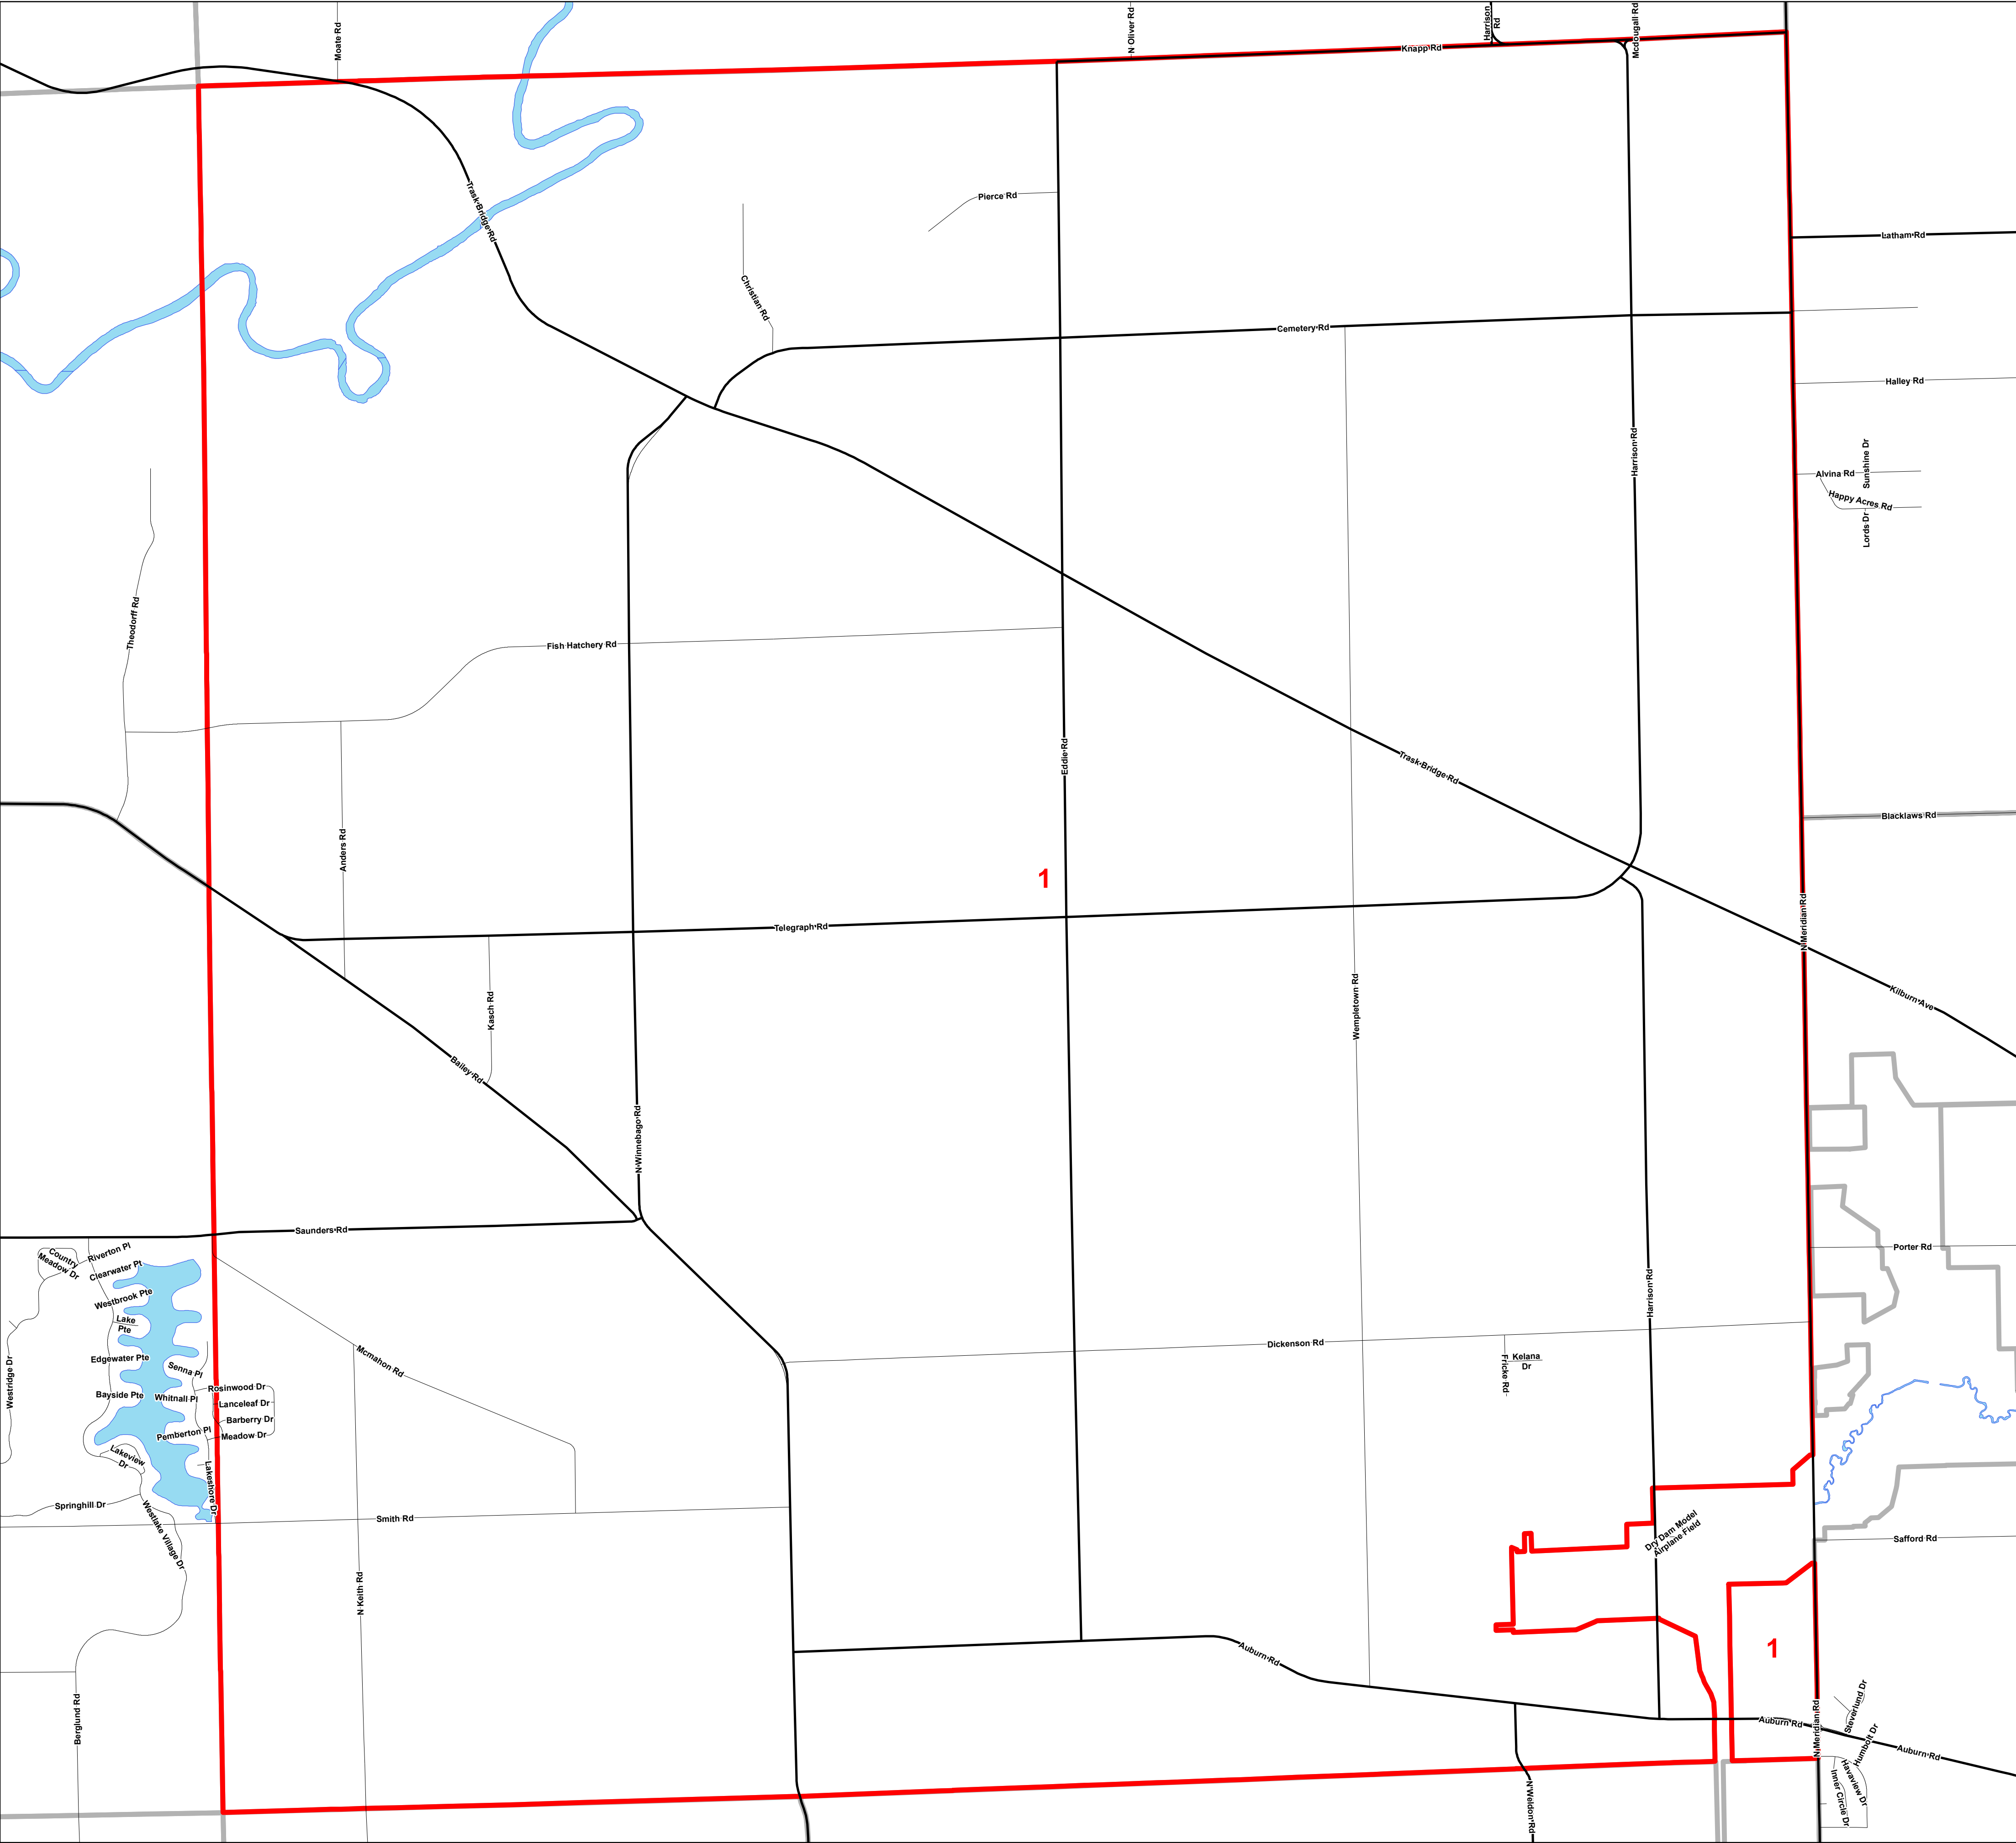 Moate Rd
N Oliver Rd
Harrison
Rd
Mcdougall Rd
Knapp Rd
Trask Bridge Rd
Pierce Rd
Latham Rd
Christian Rd
Cemetery Rd
Halley Rd
Harrison Rd
Sunshine Dr
Alvina Rd
Happy Acres Rd
Lords Dr
Theodorff Rd
Fish Hatchery Rd
Eddie Rd
Trask Bridge Rd
Blacklaws Rd
Anders Rd
1
Telegraph Rd
N Meridian Rd
Kasch Rd
Wempletown Rd
Kilburn Ave
Bailey Rd
N Winnebago Rd
Saunders Rd
Porter Rd
Country
Meadow Dr
Riverton Pl
Clearwater Pt
Westbrook Pte
Lake
Pte
Harrison Rd
Dickenson Rd
Kelana
Dr
Fricke Rd
Mcmahon Rd
Westridge Dr
Edgewater Pte
Senna Pl
Rosinwood Dr
Bayside Pte
Whitnall Pl
Lanceleaf Dr
Barberry Dr
Pemberton Pl
Meadow Dr
Lakeview
Dr
Lakeshore Dr
Springhill Dr
Westlake Village Dr
Smith Rd
Dry Dam Model
Airplane Field
Safford Rd
N Keith Rd
1
Auburn Rd
Berglund Rd
Steverlund Dr
N Meridian Rd
Auburn Rd
Humbolt Dr
Auburn Rd
Havaview Dr
Inner Circle Dr
N Weldon Rd